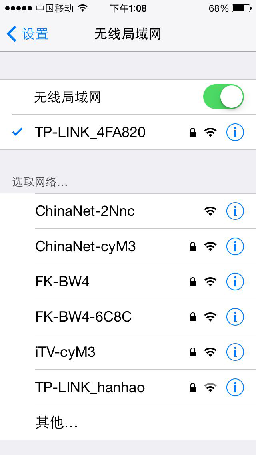 中国移动 下午1:08 68%
设置 无线局域网
无线局域网
TP-LINK_4FA820
选取网络...
ChinaNet-2Nnc
ChinaNet-cyM3
FK-BW4
FK-BW4-6C8C
iTV-cyM3
TP-LINK_hanhao
其他...